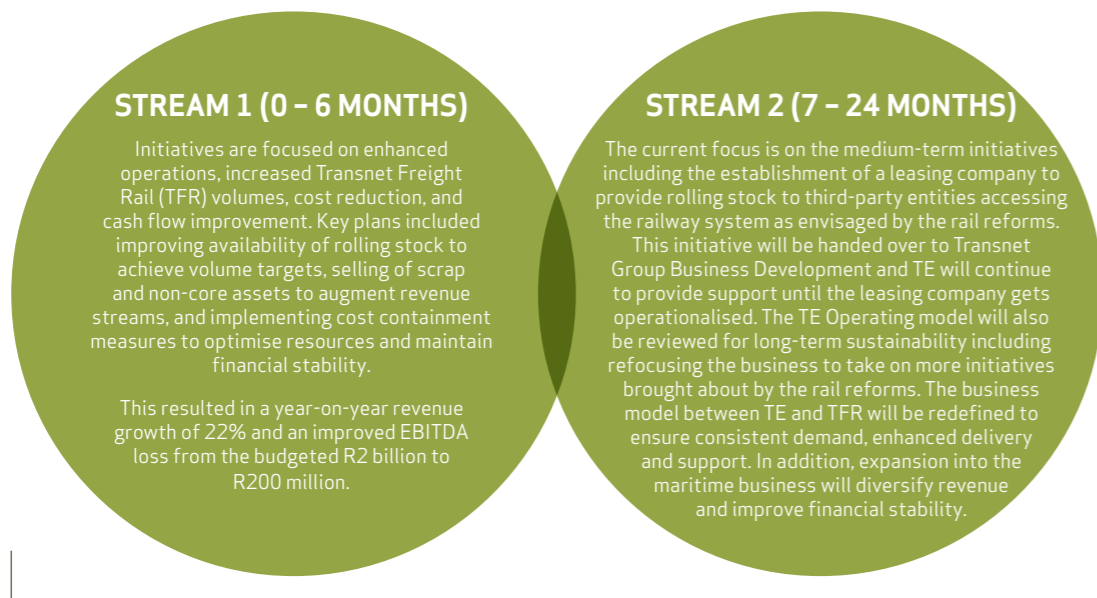 STREAM 1 (0 – 6 MONTHS)
Initiatives are focused on enhanced
operations, increased Transnet Freight
Rail (TFR) volumes, cost reduction, and
cash flow improvement. Key plans included
improving availability of rolling stock to
achieve volume targets, selling of scrap
and non-core assets to augment revenue
streams, and implementing cost containment
measures to optimise resources and maintain
financial stability.
This resulted in a year-on-year revenue
growth of 22% and an improved EBITDA
loss from the budgeted R2 billion to
R200 million.
STREAM 2 (7 – 24 MONTHS)
The current focus is on the medium-term initiatives
including the establishment of a leasing company to
provide rolling stock to third-party entities accessing
the railway system as envisaged by the rail reforms.
This initiative will be handed over to Transnet
Group Business Development and TE will continue
to provide support until the leasing company gets
operationalised. The TE Operating model will also
be reviewed for long-term sustainability including
refocusing the business to take on more initiatives
brought about by the rail reforms. The business
model between TE and TFR will be redefined to
ensure consistent demand, enhanced delivery
and support. In addition, expansion into the
maritime business will diversify revenue
and improve financial stability.